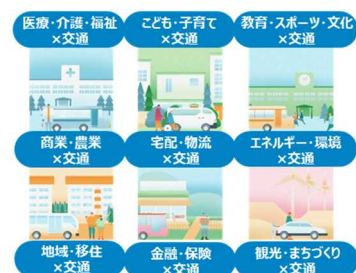 医療・介護・福祉 こども・子育て 教育・スポーツ・文化
×交通 ×交通 ×交通
商業・農業 宅配・物流 エネルギー・環境
×交通 ×交通 ×交通
地域・移住 金融・保険 観光・まちづくり
×交通 ×交通 ×交通